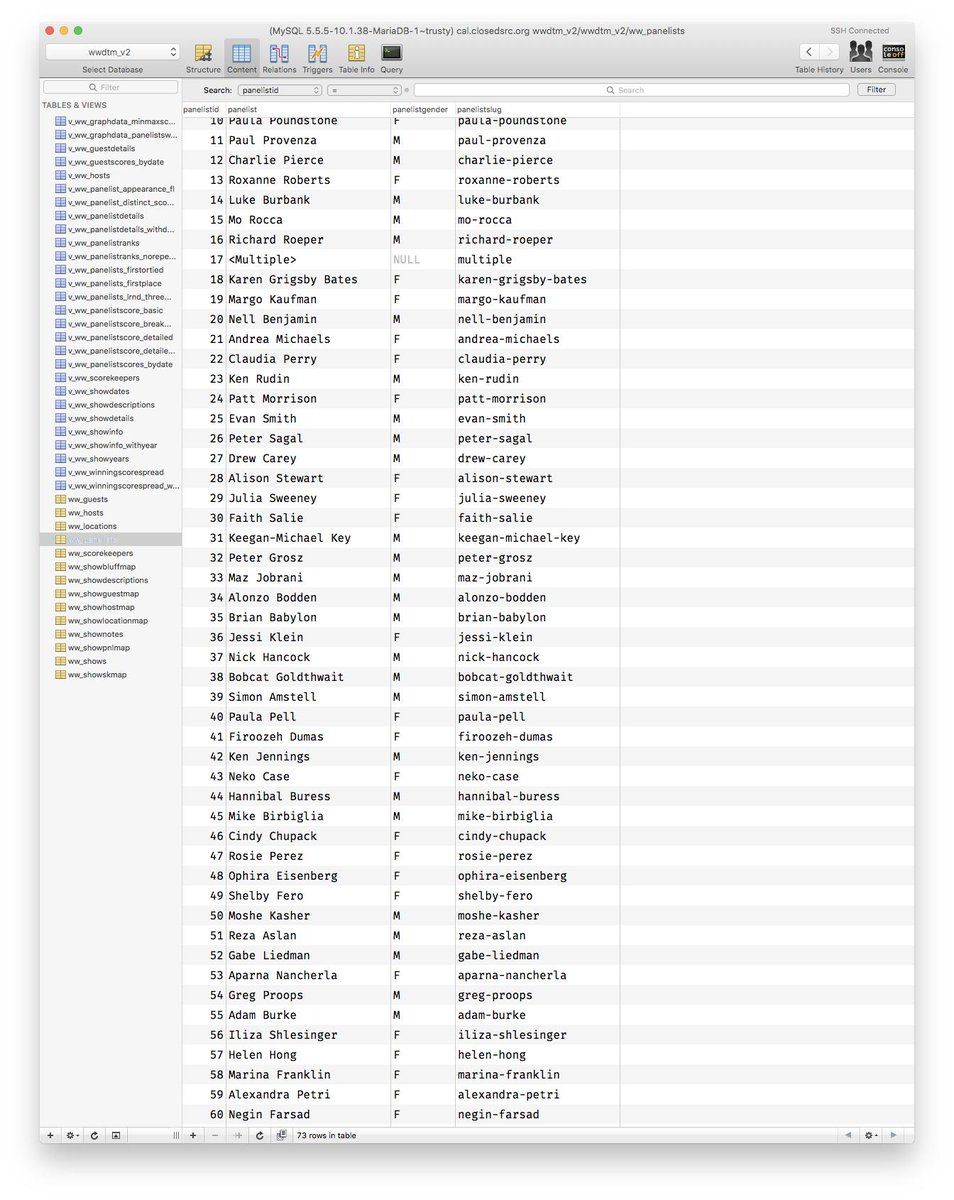 (MySQL 5.5.5-10.1.38-MariaDB-1~trusty) cal.closedsrc.org wwdtm_v2/wwdtm_v2/ww_panelists
SSH Connected
wwdtm_v2
Select Database
Structure Content Relations Triggers Table Info Query
Table History Users Console
conso
le off
Filter
Search: panelistid = Search Filter
TABLES & VIEWS
v_ww_graphdata_minmaxsc...
v_ww_graphdata_panelistsw...
v_ww_guestdetails
v_ww_guestscores_bydate
v_ww_hosts
v_ww_panelist_appearance_fl
v_ww_panelist_distinct_sco...
v_ww_panelistdetails
v_ww_panelistdetails_withd...
v_ww_panelistranks
v_ww_panelistranks_norepe...
v_ww_panelists_firstortied
v_ww_panelists_firstplace
v_ww_panelists_lrnd_three...
v_ww_panelistscore_basic
v_ww_panelistscore_break...
v_ww_panelistscore_detailed
v_ww_panelistscore_detaile...
v_ww_panelistscores_bydate
v_ww_scorekeepers
v_ww_showdates
v_ww_showdescriptions
v_ww_showdetails
v_ww_showinfo
v_ww_showinfo_withyear
v_ww_showyears
v_ww_winningscorespread
v_ww_winningscorespread_w...
ww_guests
ww_hosts
ww_locations
ww_scorekeepers
ww_showbluffmap
ww_showdescriptions
ww_showguestmap
ww_showhostmap
ww_showlocationmap
ww_shownotes
ww_showpnlmap
ww_shows
ww_showskmap
panelistid panelist panelistgender panelistslug
10 Paula Poundstone F paula-poundstone
11 Paul Provenza M paul-provenza
12 Charlie Pierce M charlie-pierce
13 Roxanne Roberts F roxanne-roberts
14 Luke Burbank M luke-burbank
15 Mo Rocca M mo-rocca
16 Richard Roeper M richard-roeper
17 <Multiple> NULL multiple
18 Karen Grigsby Bates F karen-grigsby-bates
19 Margo Kaufman F margo-kaufman
20 Nell Benjamin M nell-benjamin
21 Andrea Michaels F andrea-michaels
22 Claudia Perry F claudia-perry
23 Ken Rudin M ken-rudin
24 Patt Morrison F patt-morrison
25 Evan Smith M evan-smith
26 Peter Sagal M peter-sagal
27 Drew Carey M drew-carey
28 Alison Stewart F alison-stewart
29 Julia Sweeney F julia-sweeney
30 Faith Salie F faith-salie
31 Keegan-Michael Key M keegan-michael-key
32 Peter Grosz M peter-grosz
33 Maz Jobrani M maz-jobrani
34 Alonzo Bodden M alonzo-bodden
35 Brian Babylon M brian-babylon
36 Jessi Klein F jessi-klein
37 Nick Hancock M nick-hancock
38 Bobcat Goldthwait M bobcat-goldthwait
39 Simon Amstell M simon-amstell
40 Paula Pell F paula-pell
41 Firoozeh Dumas F firoozeh-dumas
42 Ken Jennings M ken-jennings
43 Neko Case F neko-case
44 Hannibal Buress M hannibal-buress
45 Mike Birbiglia M mike-birbiglia
46 Cindy Chupack F cindy-chupack
47 Rosie Perez F rosie-perez
48 Ophira Eisenberg F ophira-eisenberg
49 Shelby Fero F shelby-fero
50 Moshe Kasher M moshe-kasher
51 Reza Aslan M reza-aslan
52 Gabe Liedman M gabe-liedman
53 Aparna Nancherla F aparna-nancherla
54 Greg Proops M greg-proops
55 Adam Burke M adam-burke
56 Iliza Shlesinger F iliza-shlesinger
57 Helen Hong F helen-hong
58 Marina Franklin F marina-franklin
59 Alexandra Petri F alexandra-petri
60 Negin Farsad F negin-farsad
73 rows in table